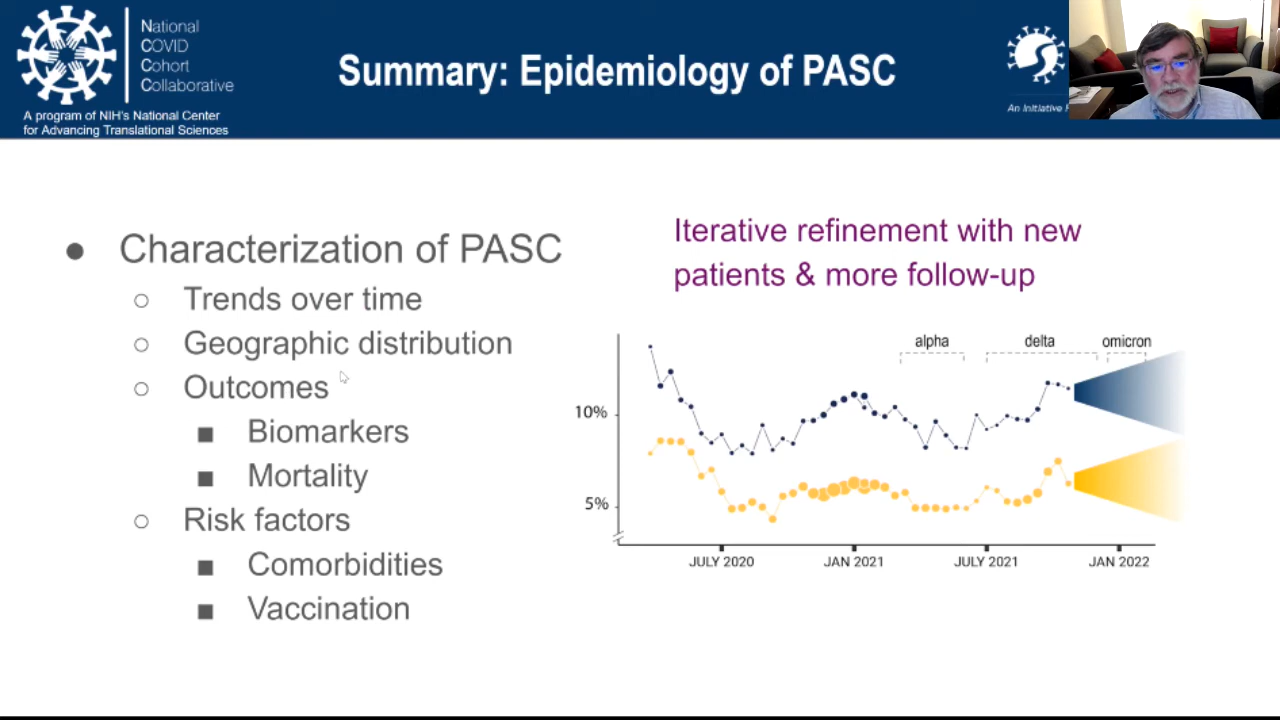 National
COVID
Cohort
Collaborative
A program of NIH's National Center
for Advancing Translational Sciences
Summary: Epidemiology of PASC
An Initiative
● Characterization of PASC
○ Trends over time
○ Geographic distribution
○ Outcomes
■ Biomarkers
■ Mortality
○ Risk factors
■ Comorbidities
■ Vaccination
Iterative refinement with new
patients & more follow-up
alpha delta omicron
10%
5%
JULY 2020 JAN 2021 JULY 2021 JAN 2022